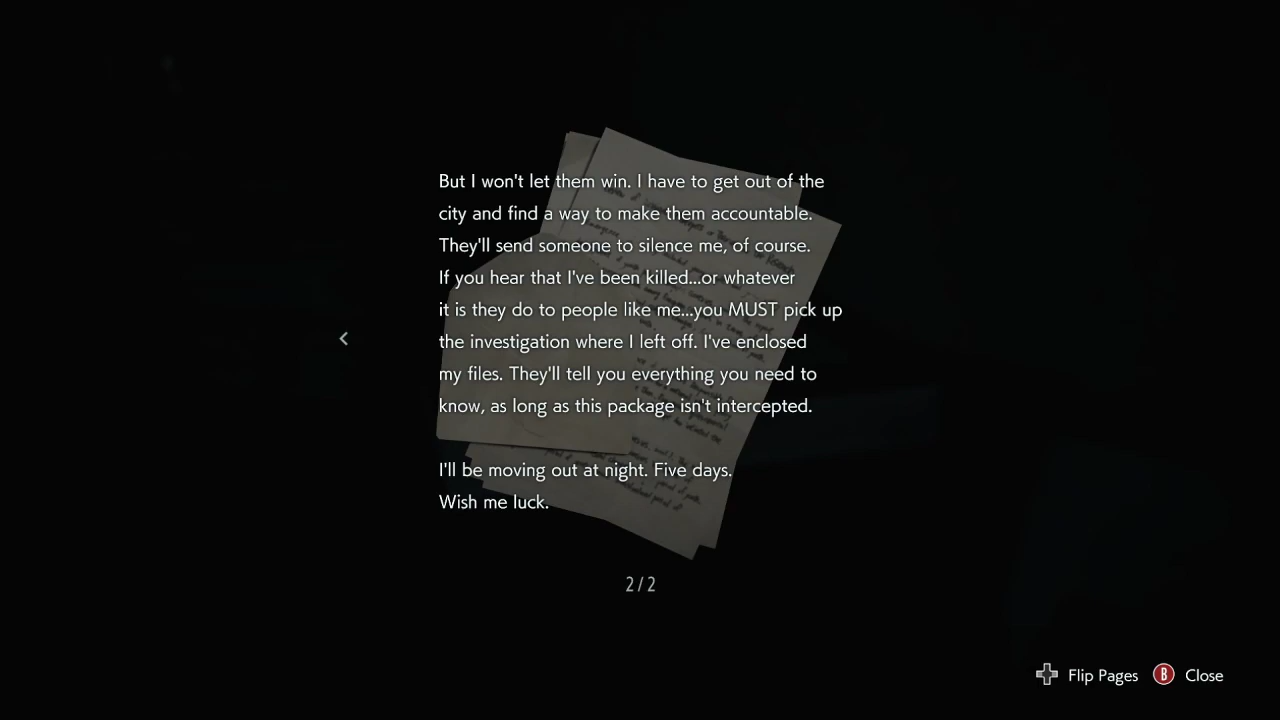 But I won't let them win. I have to get out of the
city and find a way to make them accountable.
They'll send someone to silence me, of course.
If you hear that I've been killed...or whatever
it is they do to people like me...you MUST pick up
the investigation where I left off. I've enclosed
my files. They'll tell you everything you need to
know, as long as this package isn't intercepted.
I'll be moving out at night. Five days.
Wish me luck.
2 / 2
Flip Pages B Close